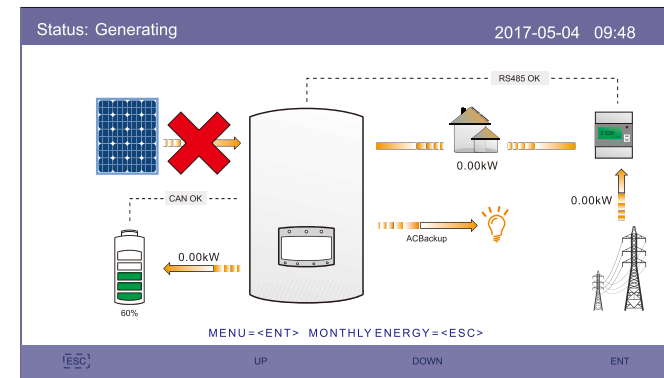 Status: Generating
2017-05-04 09:48
RS485 OK
0.00kW
CAN OK
0.00kW
0.00kW
ACBackup
60%
MENU=<ENT> MONTHLY ENERGY=<ESC>
ESC UP DOWN ENT